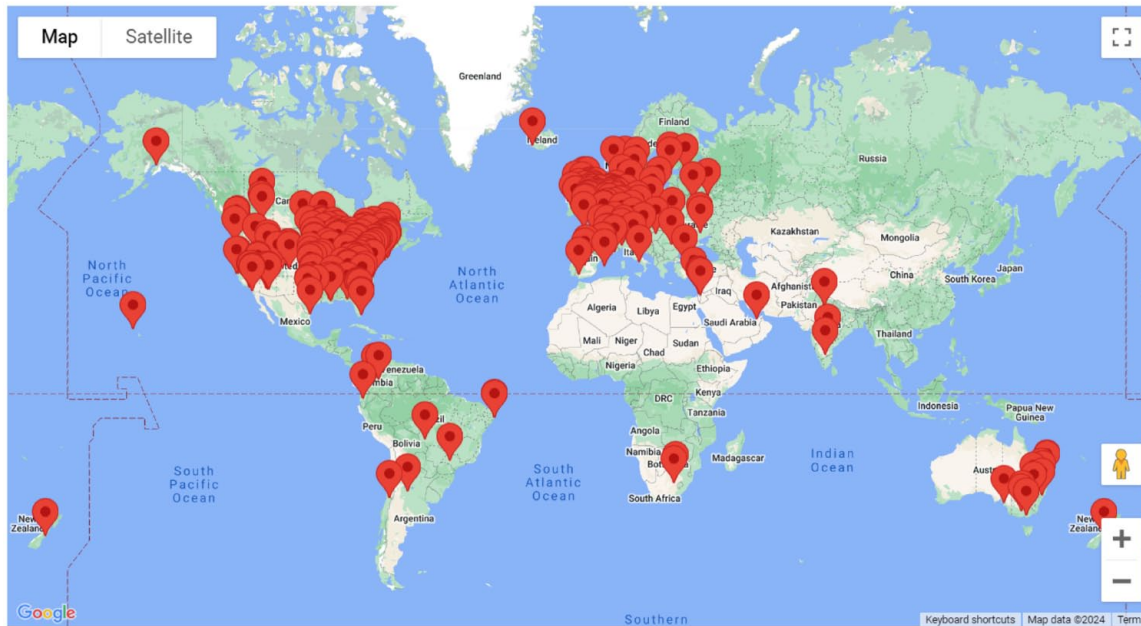 Map
Satellite
Greenland
Iceland
Finland
Russia
Kazakhstan
Mongolia
North
Pacific
Ocean
North
Atlantic
Ocean
China
South Korea
Japan
Iraq
Afghanistan
Pakistan
Algeria
Libya
Egypt
Saudi Arabia
Mexico
Mali
Niger
Chad
Sudan
Thailand
Nigeria
Ethiopia
Venezuela
DRC
Kenya
Tanzania
Indonesia
Papua New
Guinea
Peru
Bolivia
Angola
Namibia
Madagascar
Indian
Ocean
South
Pacific
Ocean
South
Atlantic
Ocean
South Africa
Argentina
New
Zealand
New
Zealand
Google
Southern
Keyboard shortcuts
Map data ©2024
Term